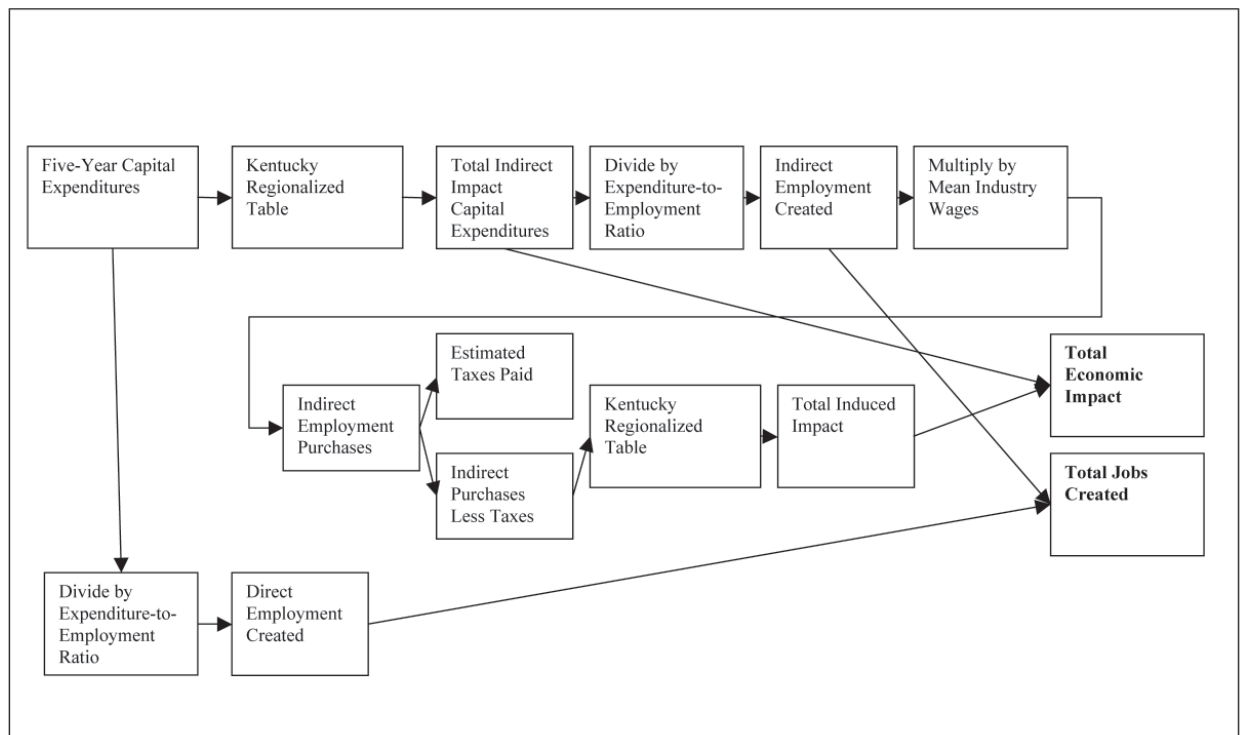 Five-Year Capital
Expenditures
Kentucky
Regionalized
Table
Total Indirect
Impact
Capital
Expenditures
Divide by
Expenditure-to-
Employment
Ratio
Indirect
Employment
Created
Multiply by
Mean Industry
Wages
Indirect
Employment
Purchases
Estimated
Taxes Paid
Indirect
Purchases
Less Taxes
Kentucky
Regionalized
Table
Total Induced
Impact
Total
Economic
Impact
Total Jobs
Created
Divide by
Expenditure-to-
Employment
Ratio
Direct
Employment
Created